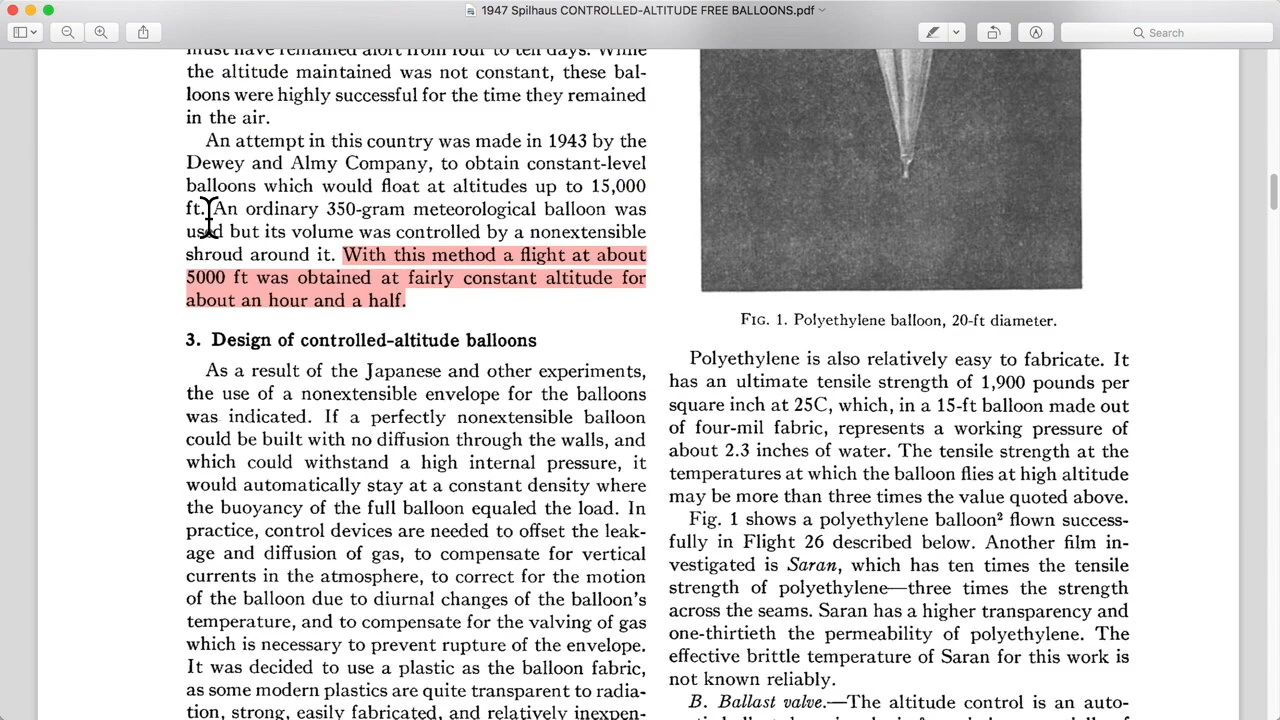 1947 Spilhaus CONTROLLED-ALTITUDE FREE BALLOONS.pdf
Search
must have remained aloft from four to ten days. While
the altitude maintained was not constant, these bal-
loons were highly successful for the time they remained
in the air.
An attempt in this country was made in 1943 by the
Dewey and Almy Company, to obtain constant-level
balloons which would float at altitudes up to 15,000
ft. An ordinary 350-gram meteorological balloon was
used but its volume was controlled by a nonextensible
shroud around it. With this method a flight at about
5000 ft was obtained at fairly constant altitude for
about an hour and a half.
3. Design of controlled-altitude balloons
As a result of the Japanese and other experiments,
the use of a nonextensible envelope for the balloons
was indicated. If a perfectly nonextensible balloon
could be built with no diffusion through the walls, and
which could withstand a high internal pressure, it
would automatically stay at a constant density where
the buoyancy of the full balloon equaled the load. In
practice, control devices are needed to offset the leak-
age and diffusion of gas, to compensate for vertical
currents in the atmosphere, to correct for the motion
of the balloon due to diurnal changes of the balloon's
temperature, and to compensate for the valving of gas
which is necessary to prevent rupture of the envelope.
It was decided to use a plastic as the balloon fabric,
as some modern plastics are quite transparent to radia-
tion, strong, easily fabricated, and relatively inexpen-
FIG. 1. Polyethylene balloon, 20-ft diameter.
Polyethylene is also relatively easy to fabricate. It
has an ultimate tensile strength of 1,900 pounds per
square inch at 25C, which, in a 15-ft balloon made out
of four-mil fabric, represents a working pressure of
about 2.3 inches of water. The tensile strength at the
temperatures at which the balloon flies at high altitude
may be more than three times the value quoted above.
Fig. 1 shows a polyethylene balloon² flown success-
fully in Flight 26 described below. Another film in-
vestigated is Saran, which has ten times the tensile
strength of polyethylene—three times the strength
across the seams. Saran has a higher transparency and
one-thirtieth the permeability of polyethylene. The
effective brittle temperature of Saran for this work is
not known reliably.
B. Ballast valve.—The altitude control is an auto-